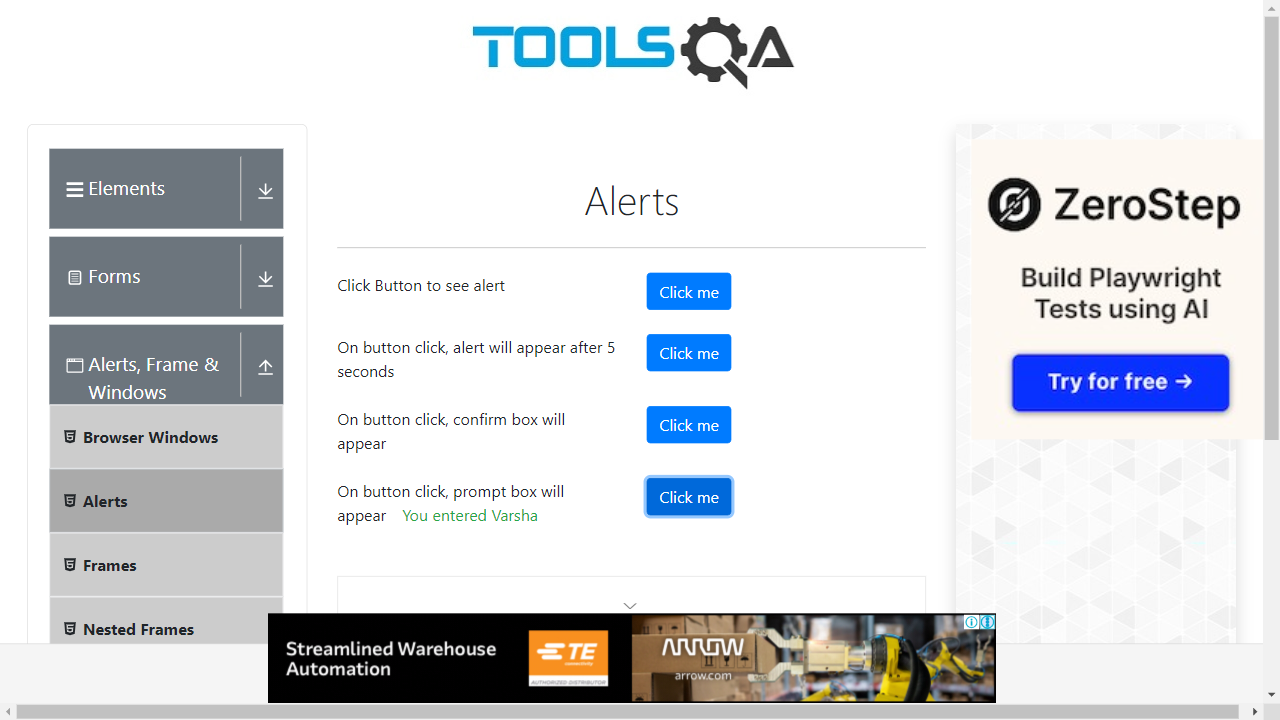 TOOLSQA
Elements
Forms
Alerts, Frame &
Windows
Browser Windows
Alerts
Frames
Nested Frames
Alerts
Click Button to see alert
Click me
On button click, alert will appear after 5
seconds
Click me
On button click, confirm box will
appear
Click me
On button click, prompt box will
appear You entered Varsha
Click me
ZeroStep
Build Playwright
Tests using AI
Try for free →
Streamlined Warehouse
Automation
TE
connectivity
AUTHORIZED DISTRIBUTOR
ARROW
arrow.com